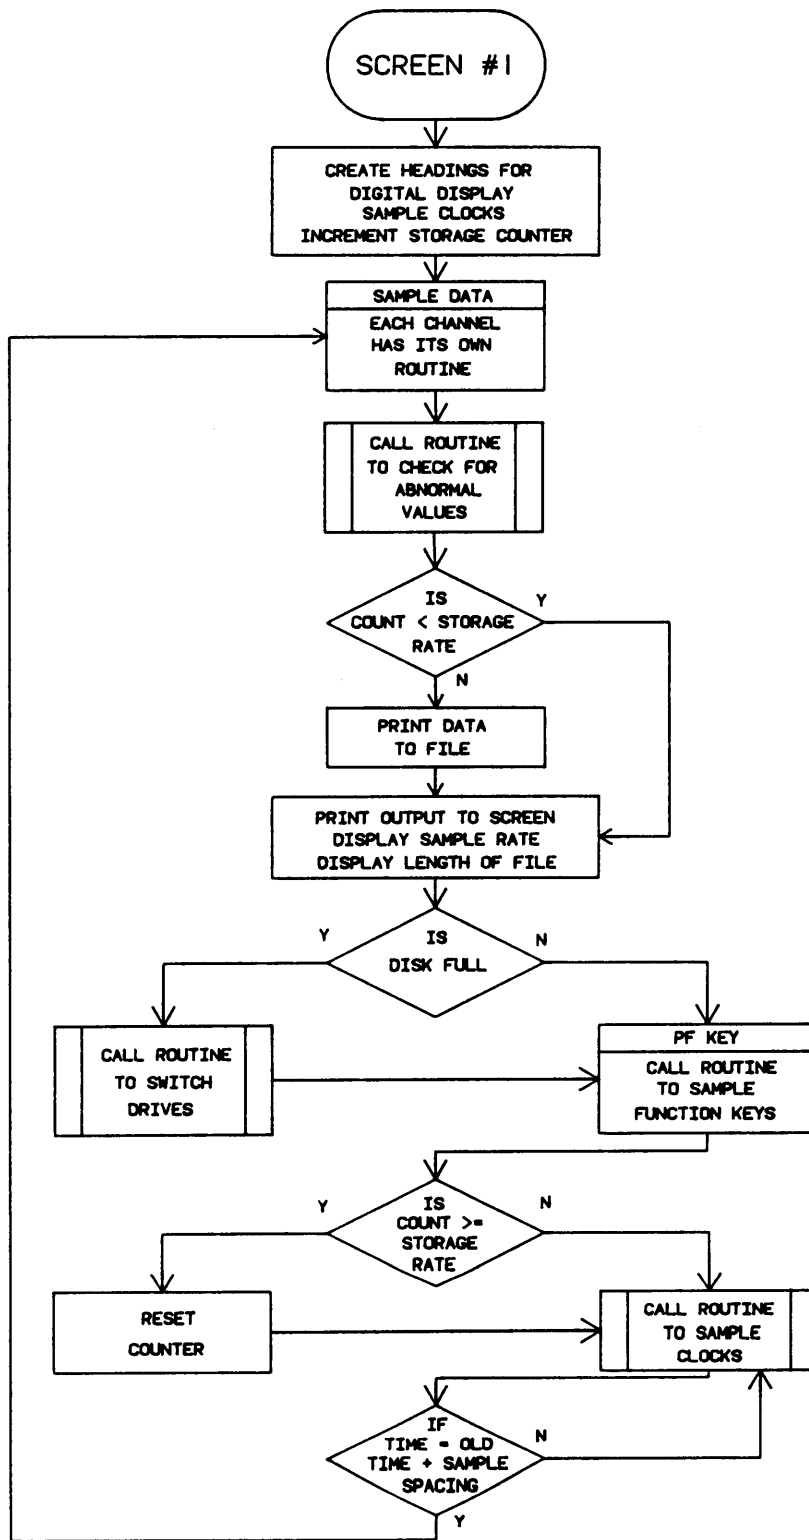 SCREEN #1
CREATE HEADINGS FOR
DIGITAL DISPLAY
SAMPLE CLOCKS
INCREMENT STORAGE COUNTER
SAMPLE DATA
EACH CHANNEL
HAS ITS OWN
ROUTINE
CALL ROUTINE
TO CHECK FOR
ABNORMAL
VALUES
IS
COUNT < STORAGE
RATE
Y
N
PRINT DATA
TO FILE
PRINT OUTPUT TO SCREEN
DISPLAY SAMPLE RATE
DISPLAY LENGTH OF FILE
Y
IS
DISK FULL
N
CALL ROUTINE
TO SWITCH
DRIVES
PF KEY
CALL ROUTINE
TO SAMPLE
FUNCTION KEYS
Y
IS
COUNT >=
STORAGE
RATE
N
RESET
COUNTER
CALL ROUTINE
TO SAMPLE
CLOCKS
IF
TIME = OLD
TIME + SAMPLE
SPACING
N
Y